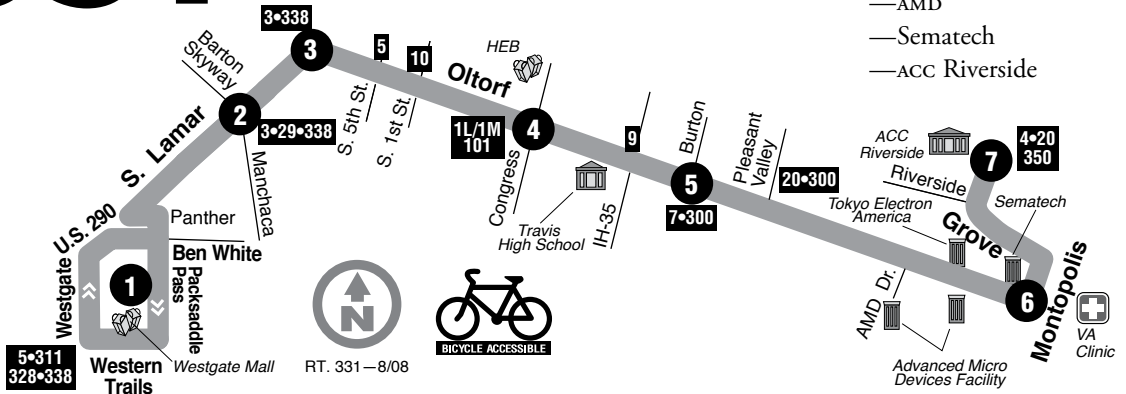 —AMD
—Sematech
—ACC Riverside
3•338
3
5
10
HEB
Barton
Skyway
Oltorf
2
3•29•338
S. 5th St.
S. 1st St.
1L/1M
101
4
9
Burton
Pleasant
Valley
ACC
Riverside
7
4•20
350
S. Lamar
Manchaca
Congress
Travis
High School
IH-35
5
7•300
20•300
Riverside
Tokyo Electron
America
Sematech
Grove
U.S. 290
Panther
Ben White
Westgate
1
Packsaddle
Pass
N
BICYCLE ACCESSIBLE
RT. 331—8/08
AMD Dr.
6
Montopolis
VA
Clinic
5•311
328•338
Western
Trails
Westgate Mall
Advanced Micro
Devices Facility